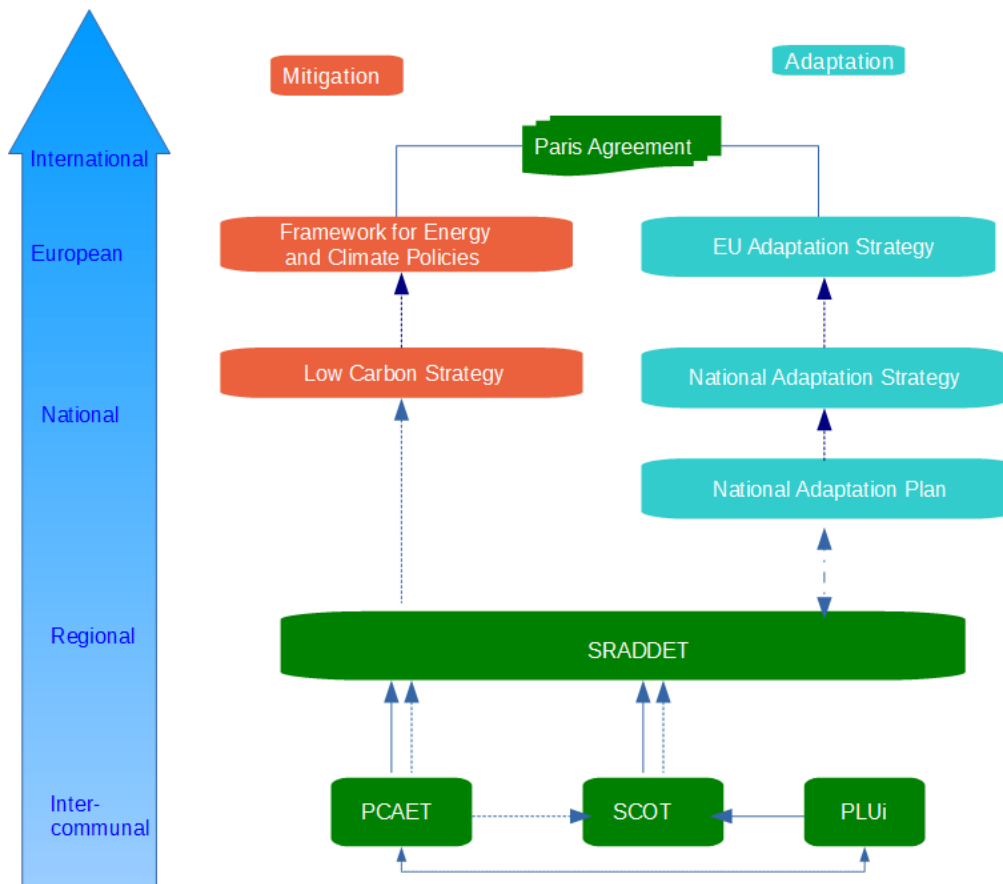 Mitigation
Adaptation
International
Paris Agreement
European
Framework for Energy
and Climate Policies
EU Adaptation Strategy
Low Carbon Strategy
National Adaptation Strategy
National
National Adaptation Plan
Regional
SRADDET
Inter-
communal
PCAET
SCOT
PLUi